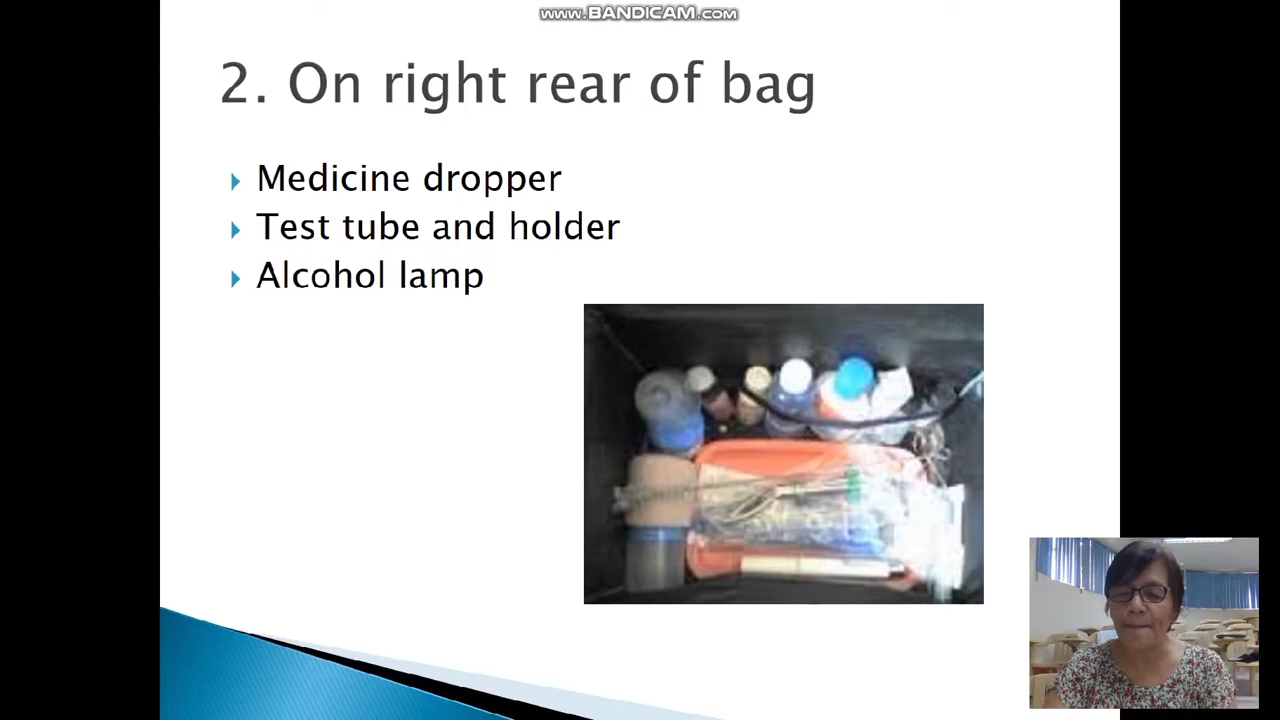 www.BANDICAM.com
2. On right rear of bag
Medicine dropper
Test tube and holder
Alcohol lamp